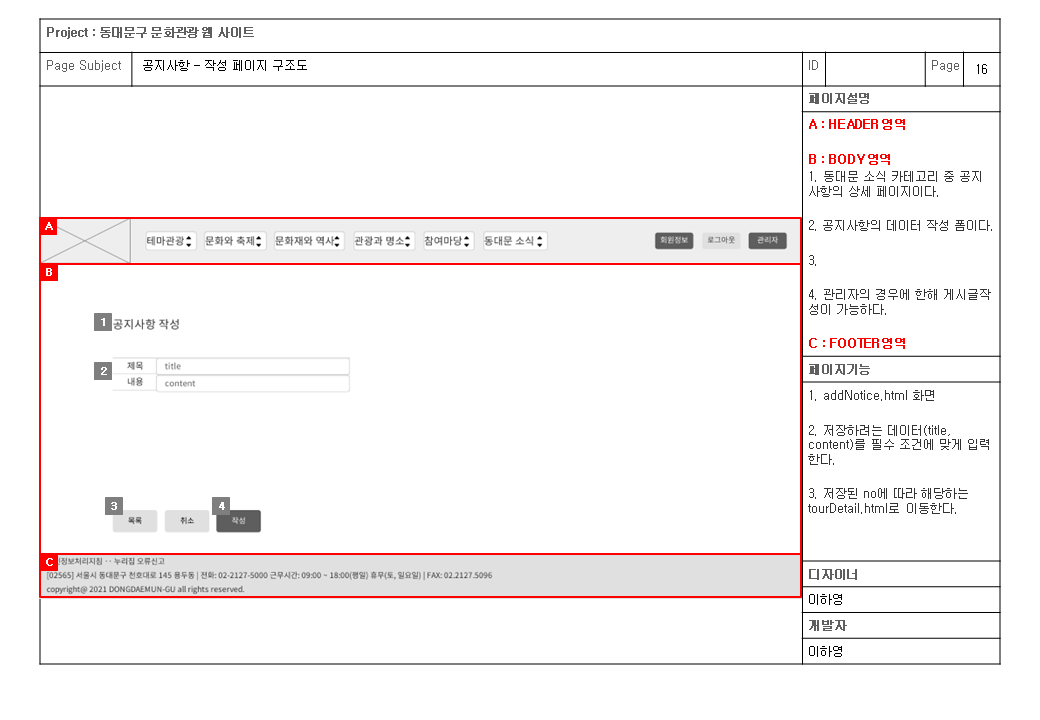 Project : 동대문구 문화관광 웹 사이트
Page Subject 공지사항 – 작성 페이지 구조도 ID Page 16
페이지설명
A : HEADER 영역
B : BODY 영역
1. 동대문 소식 카테고리 중 공지
사항의 상세 페이지이다.
2. 공지사항의 데이터 작성 폼이다.
3.
4. 관리자의 경우에 한해 게시글작
성이 가능하다.
C : FOOTER 영역
페이지기능
1. addNotice.html 화면
2. 저장하려는 데이터(title,
content)를 필수 조건에 맞게 입력
한다.
3. 저장된 no에 따라 해당하는
tourDetail.html로 이동한다.
디자이너
이하영
개발자
이하영
A
테마관광 문화와 축제 문화재와 역사 관광과 명소 참여마당 동대문 소식 회원정보 로그아웃 관리자
B
1 공지사항 작성
2 제목 title
내용 content
3 4
목록 취소 작성
C 정보처리지침 ·· 누리집 오류신고
[02565] 서울시 동대문구 천호대로 145 용두동 | 전화: 02-2127-5000 근무시간: 09:00 ~ 18:00(평일) 휴무(토, 일요일) | FAX: 02.2127.5096
copyright@ 2021 DONGDAEMUN-GU all rights reserved.